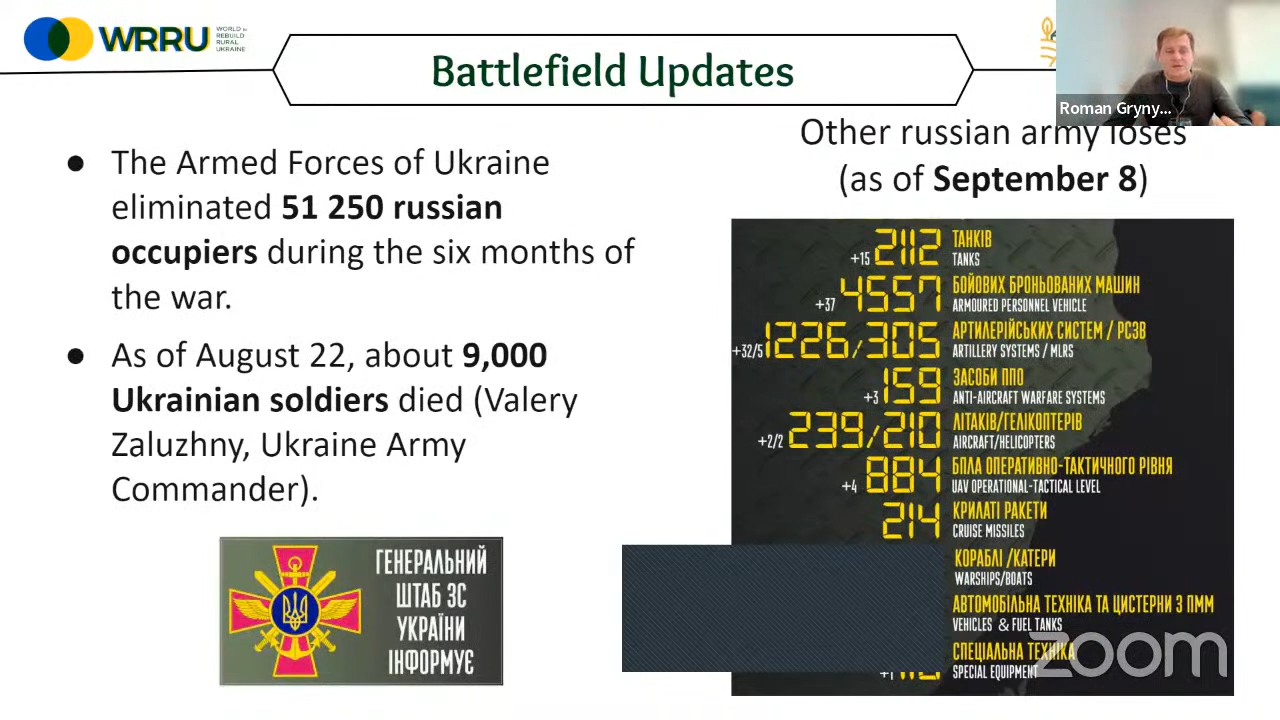 WRRU
WORLD to
REBUILD
RURAL
UKRAINE
Battlefield Updates
Roman Gryny...
● The Armed Forces of Ukraine
eliminated 51 250 russian
occupiers during the six months of
the war.
● As of August 22, about 9,000
Ukrainian soldiers died (Valery
Zaluzhny, Ukraine Army
Commander).
ГЕНЕРАЛЬНИЙ
ШТАБ ЗС
УКРАЇНИ
ІНФОРМУЄ
Other russian army loses
(as of September 8)
+15 2112 ТАНКІВ
TANKS
+37 4557 БОЙОВИХ БРОНЬОВАНИХ МАШИН
ARMOURED PERSONNEL VEHICLE
+32/5 1226/305 АРТИЛЕРІЙСЬКИХ СИСТЕМ / РСЗВ
ARTILLERY SYSTEMS / MLRS
+3 159 ЗАСОБИ ППО
ANTI-AIRCRAFT WARFARE SYSTEMS
+2/2 239/210 ЛІТАКІВ/ГЕЛІКОПТЕРІВ
AIRCRAFT/HELICOPTERS
+4 884 БПЛА ОПЕРАТИВНО-ТАКТИЧНОГО РІВНЯ
UAV OPERATIONAL-TACTICAL LEVEL
214 КРИЛАТІ РАКЕТИ
CRUISE MISSILES
КОРАБЛІ /КАТЕРИ
WARSHIPS/BOATS
АВТОМОБІЛЬНА ТЕХНІКА ТА ЦИСТЕРНИ З ПММ
VEHICLES & FUEL TANKS
СПЕЦІАЛЬНА ТЕХНІКА
SPECIAL EQUIPMENT
zoom